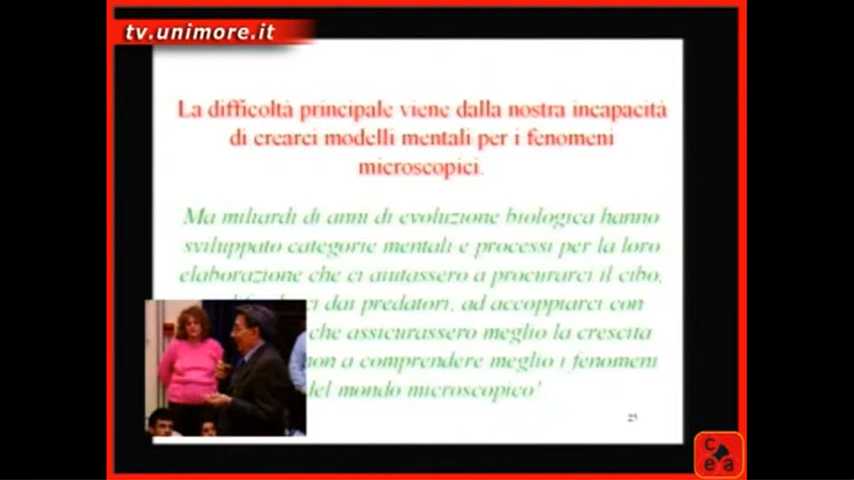 tv.unimore.it
La difficoltà principale viene dalla nostra incapacità
di crearci modelli mentali per i fenomeni
microscopici.
Ma miliardi di anni di evoluzione biologica hanno
sviluppato categorie mentali e processi per la loro
elaborazione che ci aiutassero a procurarci il cibo,
dai predatori, ad accoppiarci con
che assicurassero meglio la crescita
non a comprendere meglio i fenomeni
del mondo microscopico!
25
c
e a